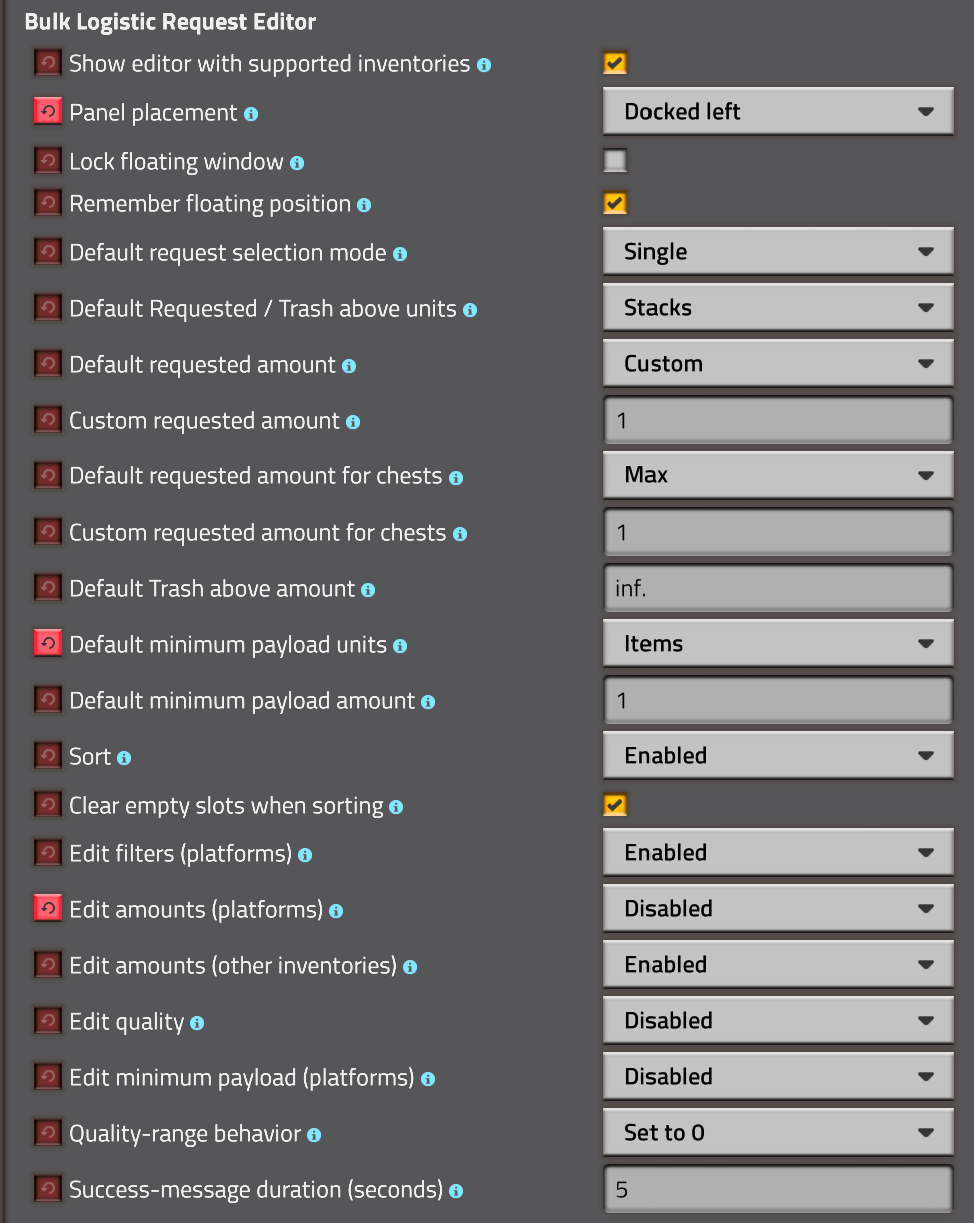 Bulk Logistic Request Editor
Show editor with supported inventories
Panel placement Docked left
Lock floating window
Remember floating position
Default request selection mode Single
Default Requested / Trash above units Stacks
Default requested amount Custom
Custom requested amount 1
Default requested amount for chests Max
Custom requested amount for chests 1
Default Trash above amount inf.
Default minimum payload units Items
Default minimum payload amount 1
Sort Enabled
Clear empty slots when sorting
Edit filters (platforms) Enabled
Edit amounts (platforms) Disabled
Edit amounts (other inventories) Enabled
Edit quality Disabled
Edit minimum payload (platforms) Disabled
Quality-range behavior Set to 0
Success-message duration (seconds) 5